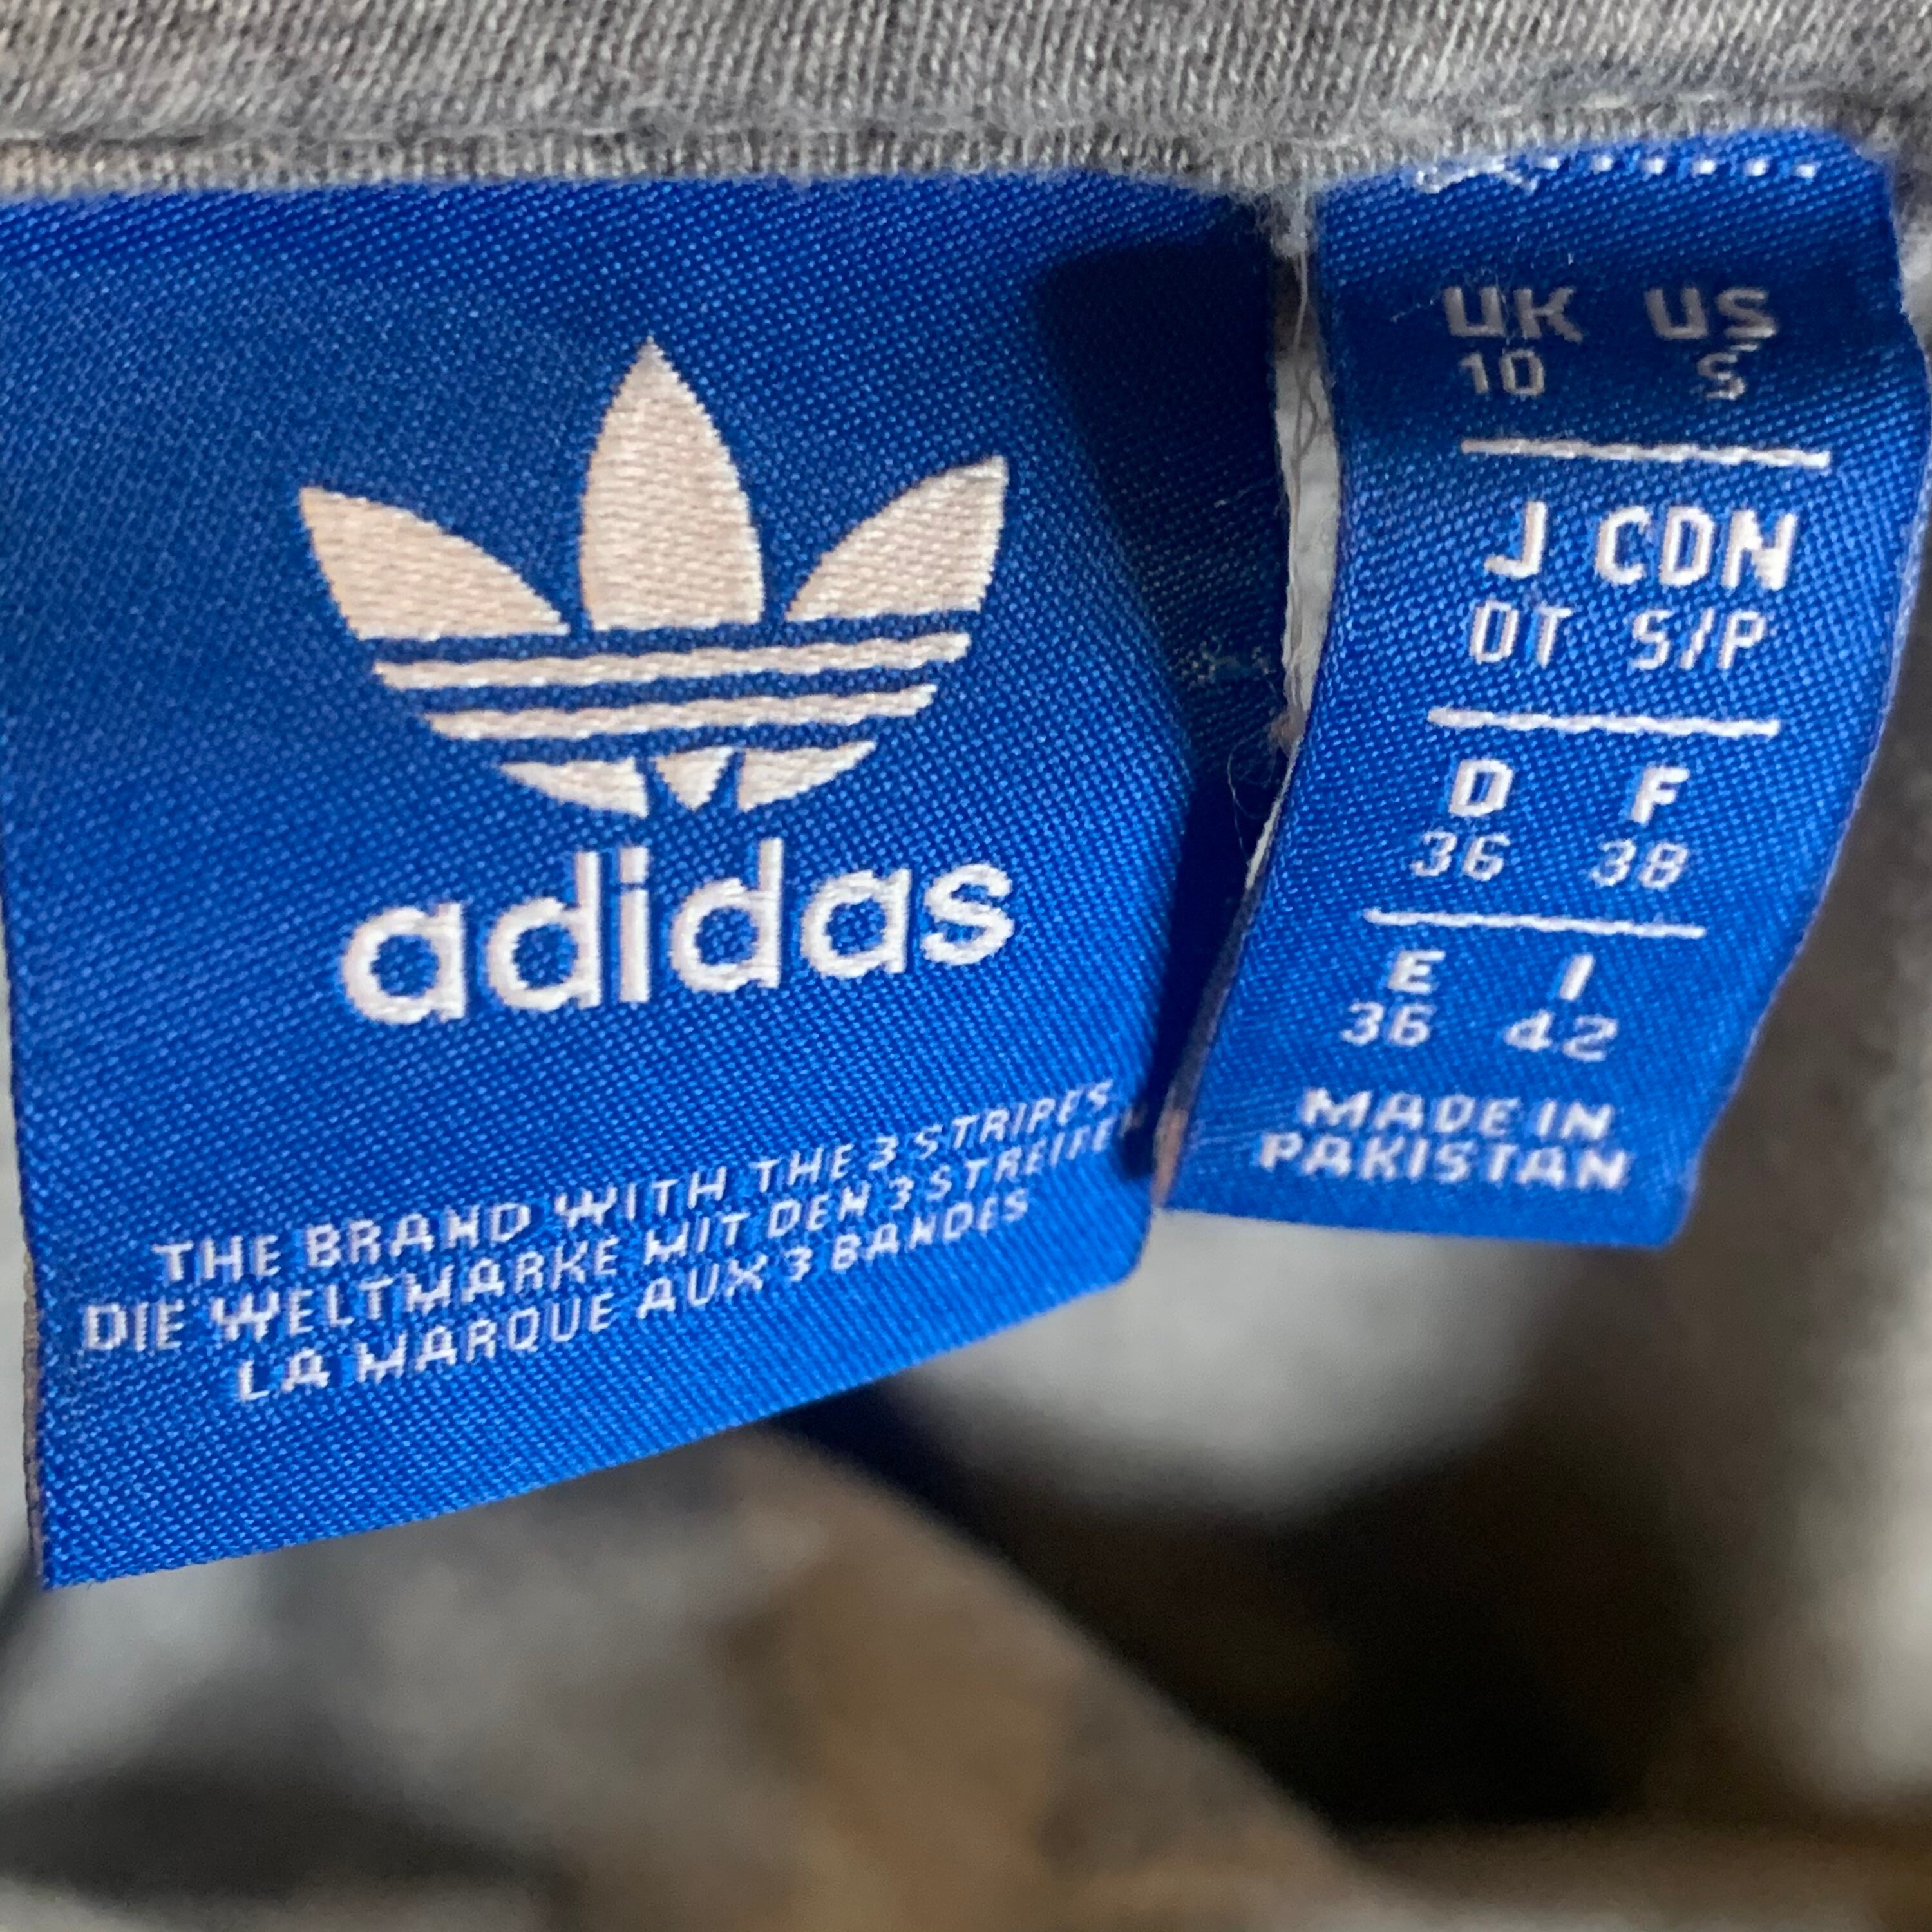 adidas
THE BRAND WITH THE 3 STRIPES
DIE WELTMARKE MIT DEN 3 STREIFEN
LA MARQUE AUX 3 BANDES
UK US
10 S
J CDN
OT S/P
D F
36 38
E I
36 42
MADE IN
PAKISTAN